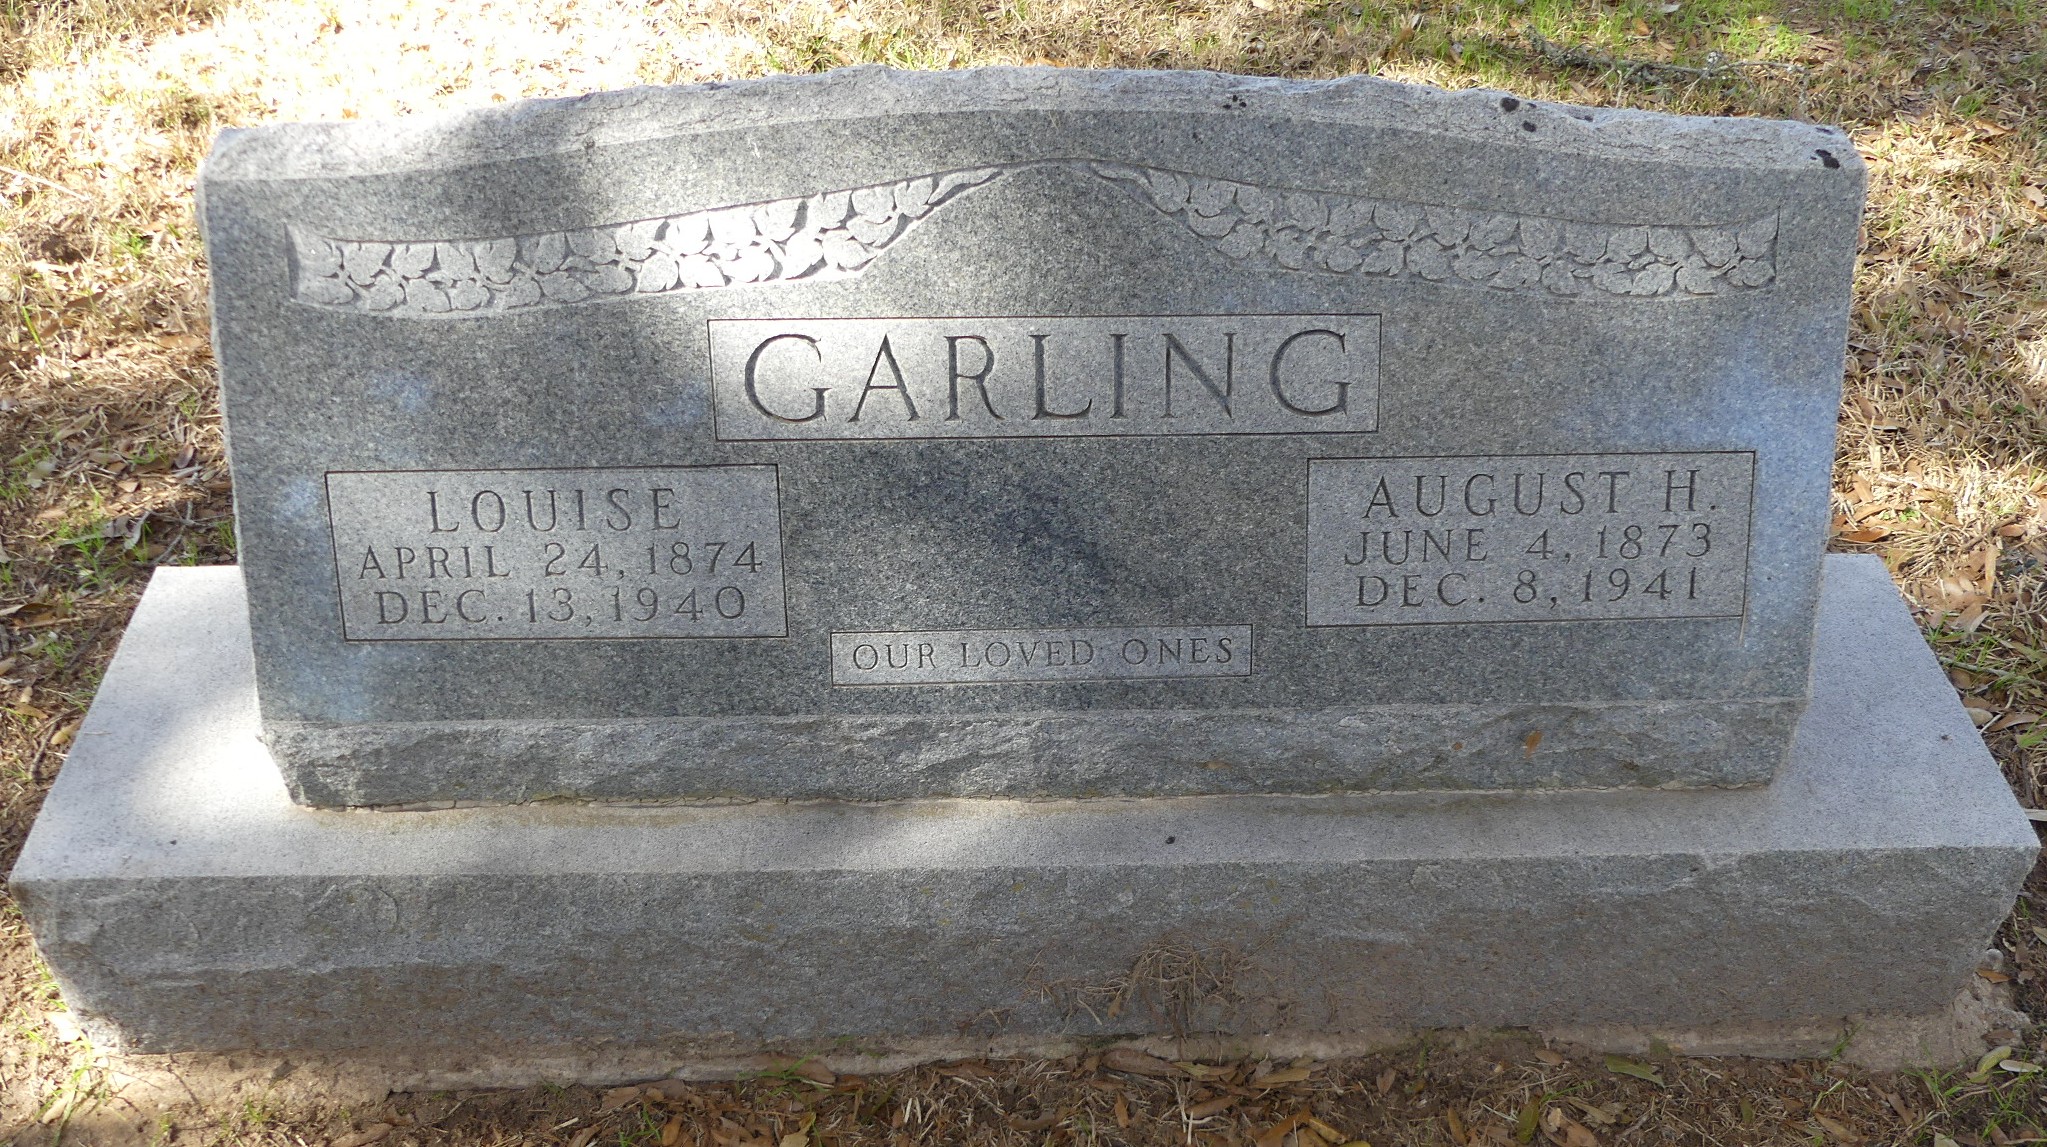 GARLING
LOUISE
APRIL 24, 1874
DEC. 13, 1940
AUGUST H.
JUNE 4, 1873
DEC. 8, 1941
OUR LOVED ONES